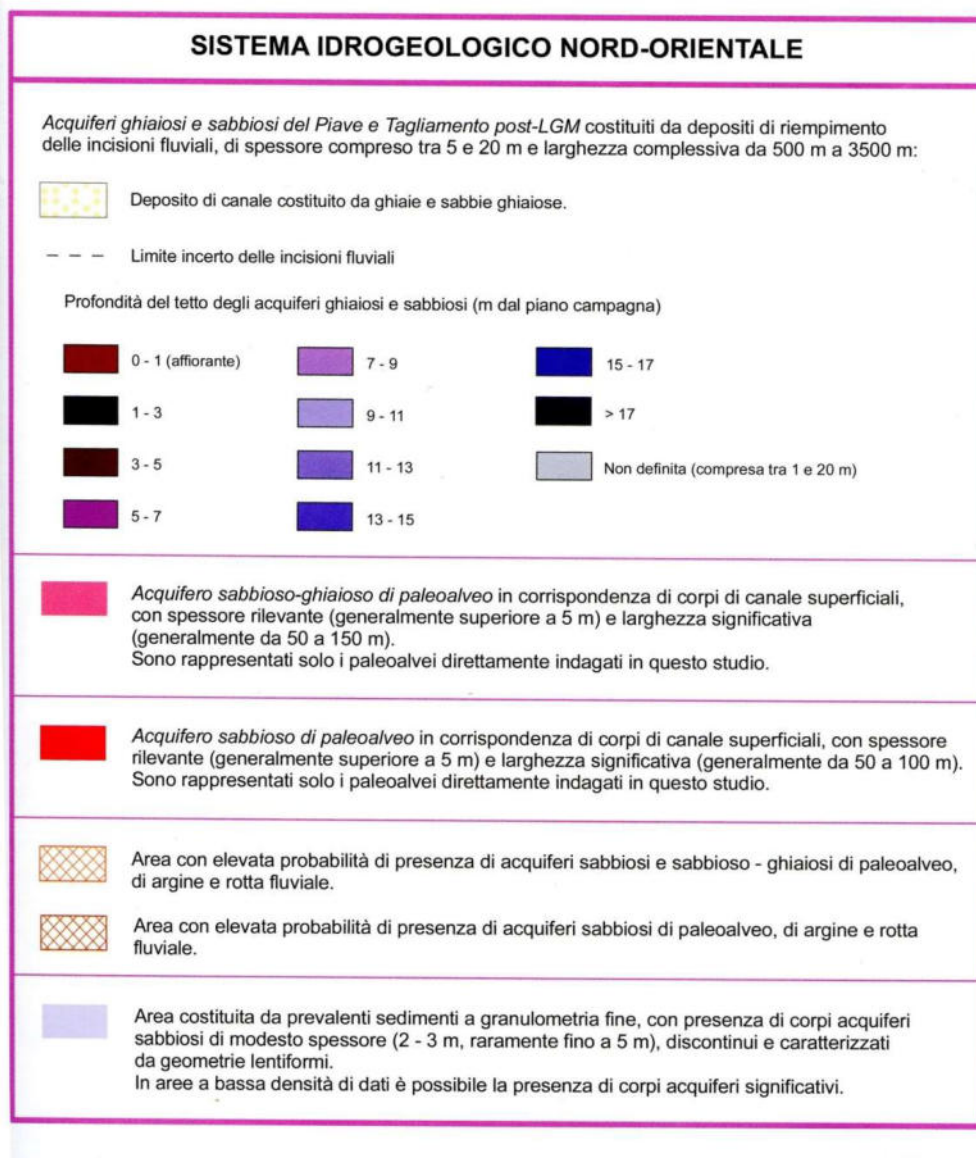 SISTEMA IDROGEOLOGICO NORD-ORIENTALE
Acquiferi ghiaiosi e sabbiosi del Piave e Tagliamento post-LGM costituiti da depositi di riempimento
delle incisioni fluviali, di spessore compreso tra 5 e 20 m e larghezza complessiva da 500 m a 3500 m:
Deposito di canale costituito da ghiaie e sabbie ghiaiose.
Limite incerto delle incisioni fluviali
Profondità del tetto degli acquiferi ghiaiosi e sabbiosi (m dal piano campagna)
0 - 1 (affiorante)
1 - 3
3 - 5
5 - 7
7 - 9
9 - 11
11 - 13
13 - 15
15 - 17
> 17
Non definita (compresa tra 1 e 20 m)
Acquifero sabbioso-ghiaioso di paleoalveo in corrispondenza di corpi di canale superficiali,
con spessore rilevante (generalmente superiore a 5 m) e larghezza significativa
(generalmente da 50 a 150 m).
Sono rappresentati solo i paleoalvei direttamente indagati in questo studio.
Acquifero sabbioso di paleoalveo in corrispondenza di corpi di canale superficiali, con spessore
rilevante (generalmente superiore a 5 m) e larghezza significativa (generalmente da 50 a 100 m).
Sono rappresentati solo i paleoalvei direttamente indagati in questo studio.
Area con elevata probabilità di presenza di acquiferi sabbiosi e sabbioso - ghiaiosi di paleoalveo,
di argine e rotta fluviale.
Area con elevata probabilità di presenza di acquiferi sabbiosi di paleoalveo, di argine e rotta
fluviale.
Area costituita da prevalenti sedimenti a granulometria fine, con presenza di corpi acquiferi
sabbiosi di modesto spessore (2 - 3 m, raramente fino a 5 m), discontinui e caratterizzati
da geometrie lentiformi.
In aree a bassa densità di dati è possibile la presenza di corpi acquiferi significativi.